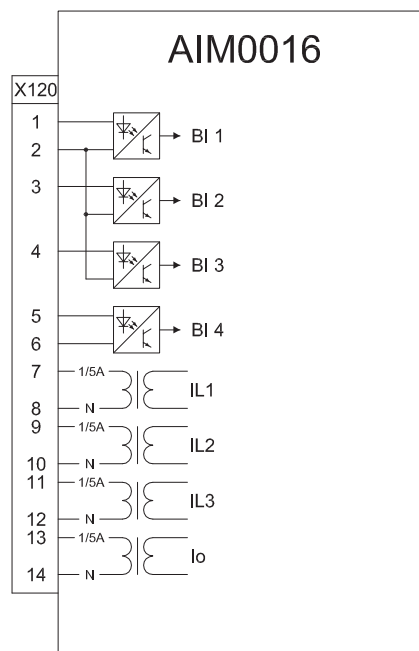 AIM0016
X120
1
2 BI 1
3 BI 2
4 BI 3
5
6 BI 4
7 1/5A
8 N IL1
9 1/5A
10 N IL2
11 1/5A
12 N IL3
13 1/5A
14 N Io